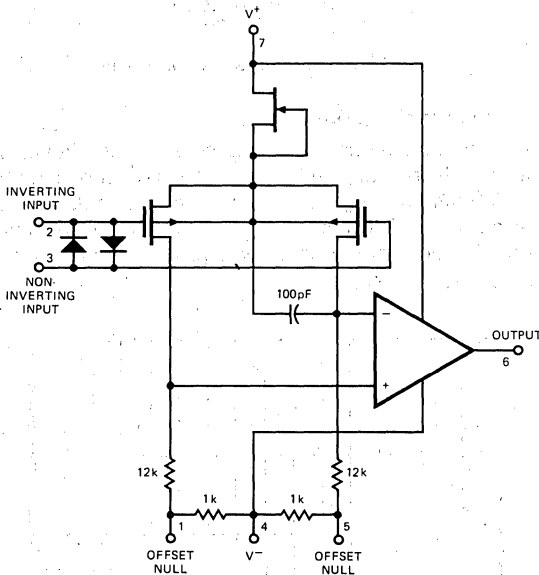 V+
7
INVERTING
INPUT
2
3
NON-
INVERTING
INPUT
100pF
−
+
OUTPUT
6
12k
12k
1k
1k
1
4
5
OFFSET
NULL
V−
OFFSET
NULL